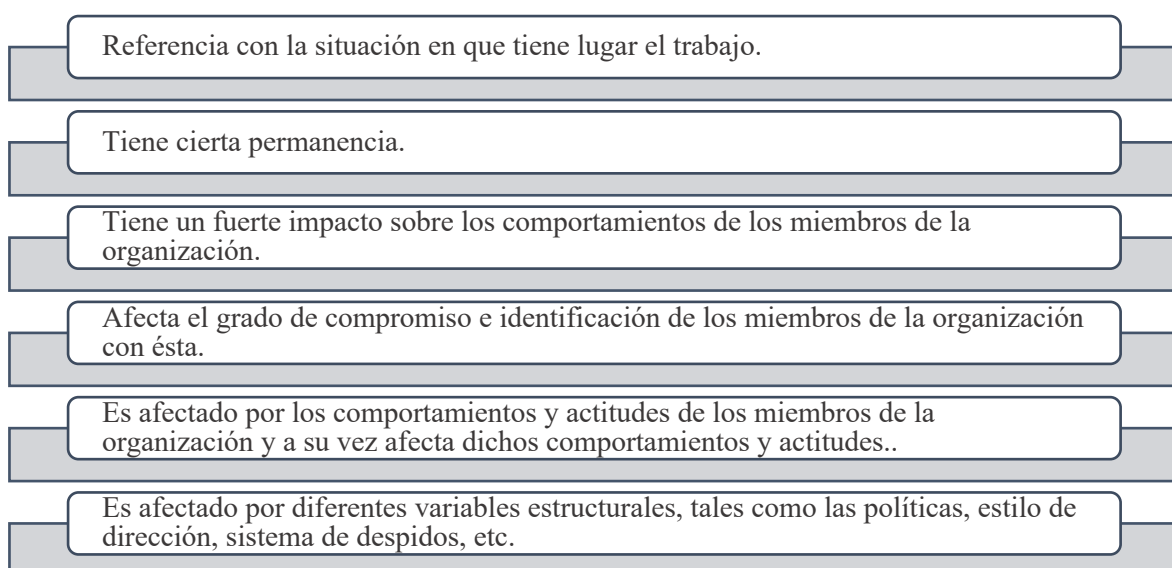 Referencia con la situación en que tiene lugar el trabajo.
Tiene cierta permanencia.
Tiene un fuerte impacto sobre los comportamientos de los miembros de la
organización.
Afecta el grado de compromiso e identificación de los miembros de la organización
con ésta.
Es afectado por los comportamientos y actitudes de los miembros de la
organización y a su vez afecta dichos comportamientos y actitudes..
Es afectado por diferentes variables estructurales, tales como las políticas, estilo de
dirección, sistema de despidos, etc.